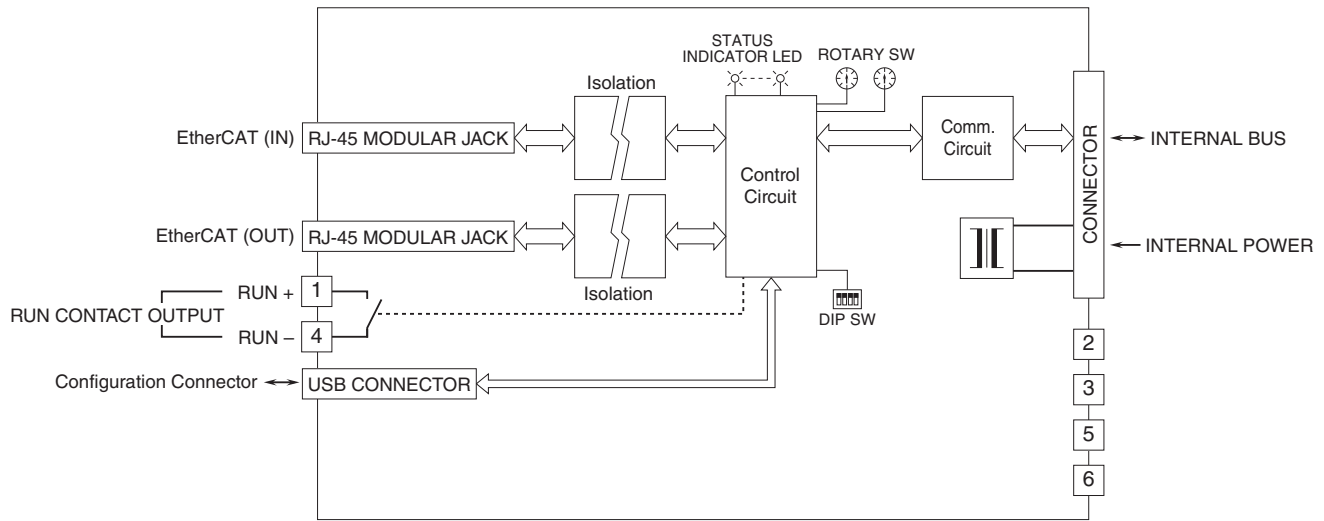 STATUS
INDICATOR LED
ROTARY SW
Isolation
EtherCAT (IN)
RJ-45 MODULAR JACK
Control
Circuit
Comm.
Circuit
CONNECTOR
INTERNAL BUS
EtherCAT (OUT)
RJ-45 MODULAR JACK
INTERNAL POWER
Isolation
RUN CONTACT OUTPUT
RUN +
1
RUN –
4
DIP SW
Configuration Connector
USB CONNECTOR
2
3
5
6